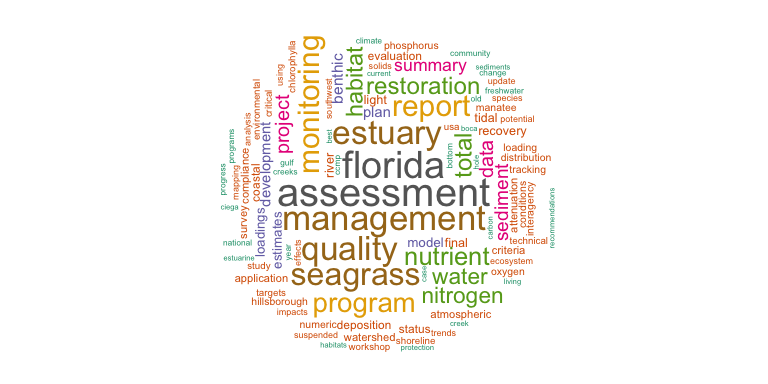 climate
phosphorus
community
evaluation
chlorophylla
monitoring
benthic
habitat
solids
summary
sediments
current
change
using
restoration
update
freshwater
southwest
light
report
old
species
critical
project
plan
manatee
tidal
potential
environmental
best
estuary
usa
boca
recovery
analysis
programs
development
florida
total
data
loading
distribution
river
ccmp
bottom
hole
tracking
gulf
creeks
progress
mapping
compliance
coastal
assessment
sediment
attenuation
conditions
interagency
ciega
survey
management
carbon
recommendations
national
loadings
estimates
year
effects
quality
model
final
technical
criteria
estuarine
nutrient
ecosystem
study
seagrass
case
water
oxygen
application
living
targets
hillsborough
program
nitrogen
impacts
atmospheric
numeric
deposition
status
creek
trends
suspended
watershed
shoreline
habitats
workshop
protection